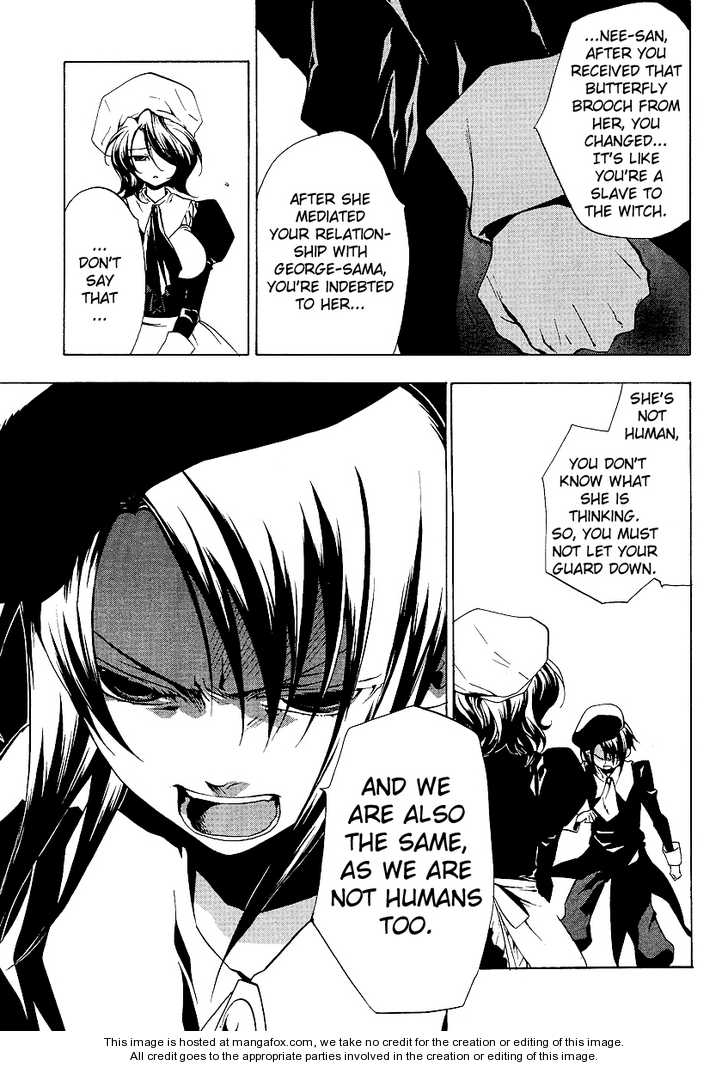 ...NEE-SAN,
AFTER YOU
RECEIVED THAT
BUTTERFLY
BROOCH FROM
HER, YOU
CHANGED...
IT'S LIKE
YOU'RE A
SLAVE TO
THE WITCH.
AFTER SHE
MEDIATED
YOUR RELATION-
SHIP WITH
GEORGE-SAMA,
YOU'RE INDEBTED
TO HER...
...
DON'T
SAY
THAT
...
SHE'S
NOT
HUMAN,
YOU DON'T
KNOW WHAT
SHE IS
THINKING.
SO, YOU MUST
NOT LET YOUR
GUARD DOWN.
AND WE
ARE ALSO
THE SAME,
AS WE ARE
NOT HUMANS
TOO.
This image is hosted at mangafox.com, we take no credit for the creation or editing of this image.
All credit goes to the appropriate parties involved in the creation or editing of this image.